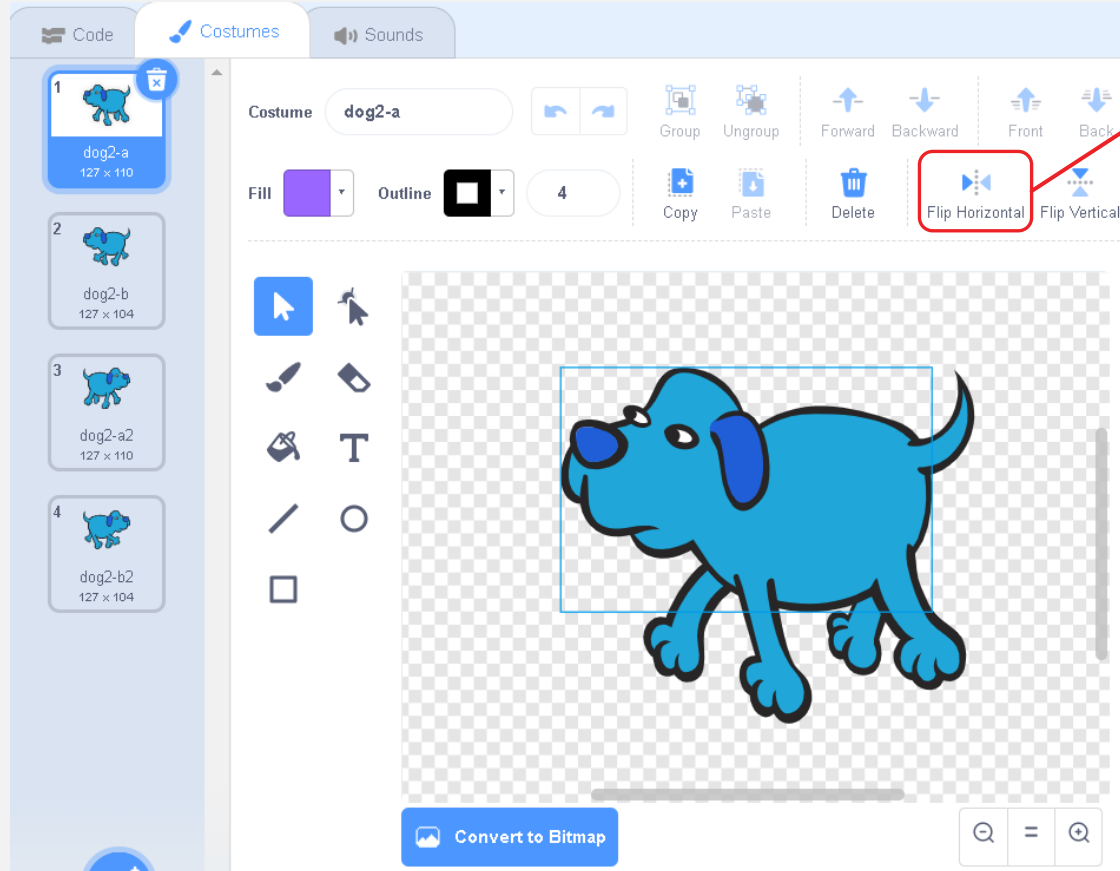 Code
Costumes
Sounds
1
dog2-a
127 × 110
2
dog2-b
127 × 104
3
dog2-a2
127 × 110
4
dog2-b2
127 × 104
Costume
dog2-a
Group
Ungroup
Forward
Backward
Front
Back
Fill
Outline
4
Copy
Paste
Delete
Flip Horizontal
Flip Vertical
T
Convert to Bitmap
=